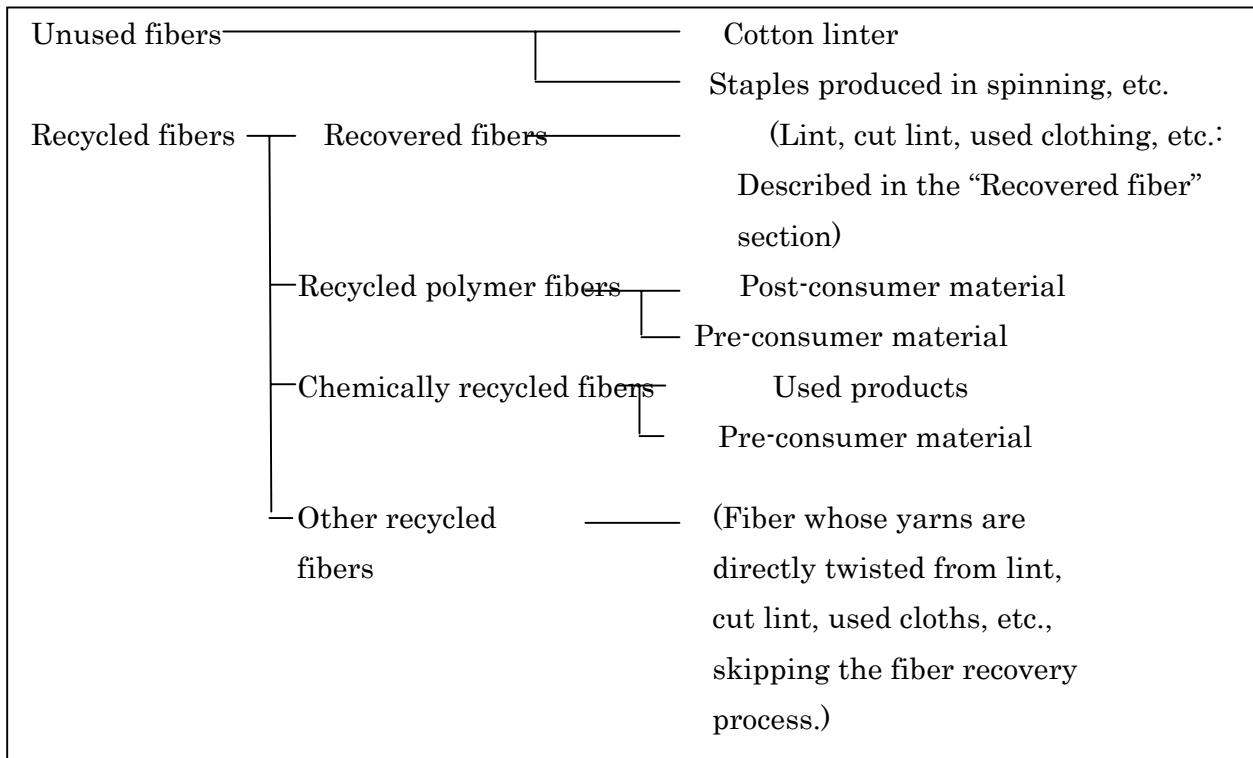 Unused fibers Cotton linter
Staples produced in spinning, etc.
Recycled fibers Recovered fibers (Lint, cut lint, used clothing, etc.:
Described in the “Recovered fiber”
section)
Recycled polymer fibers Post-consumer material
Pre-consumer material
Chemically recycled fibers Used products
Pre-consumer material
Other recycled
fibers
(Fiber whose yarns are
directly twisted from lint,
cut lint, used cloths, etc.,
skipping the fiber recovery
process.)